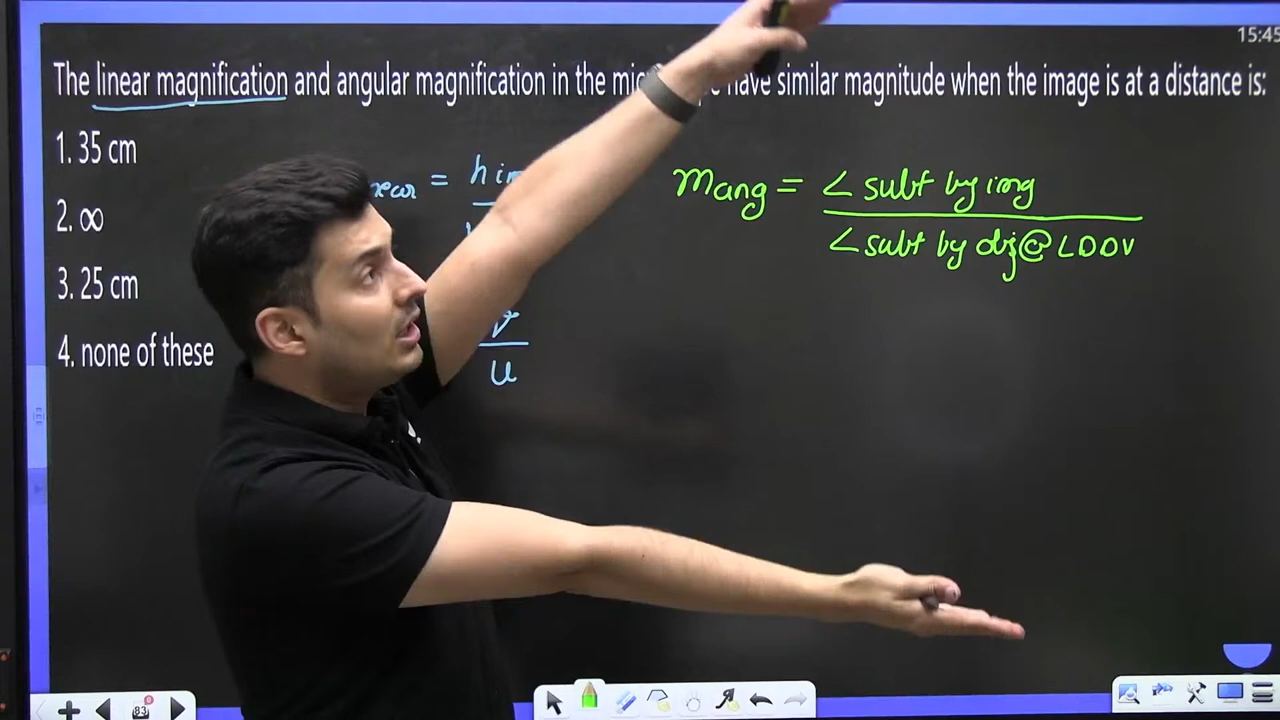 15:45
The linear magnification and angular magnification in the have similar magnitude when the image is at a distance is:
1. 35 cm
2. ∞
3. 25 cm
4. none of these
= h im
v
u
Mang = ∠ subt by img
∠ subt by obj @ LDDV
83